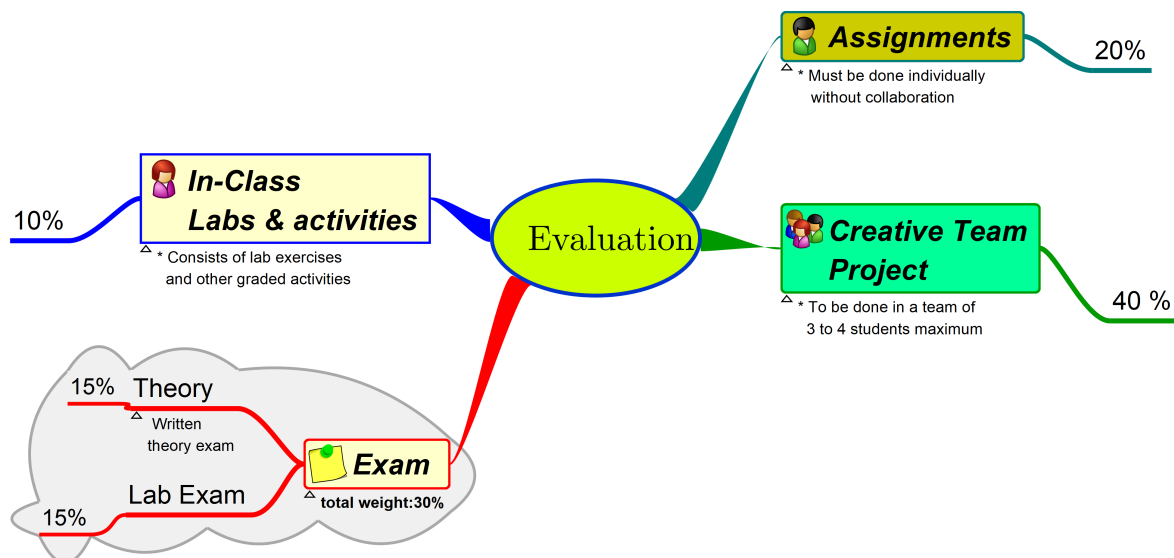 Evaluation
Assignments
20%
* Must be done individually
without collaboration
Creative Team
Project
40 %
* To be done in a team of
3 to 4 students maximum
In-Class
Labs & activities
10%
* Consists of lab exercises
and other graded activities
Exam
total weight:30%
Theory
15%
Written
theory exam
Lab Exam
15%